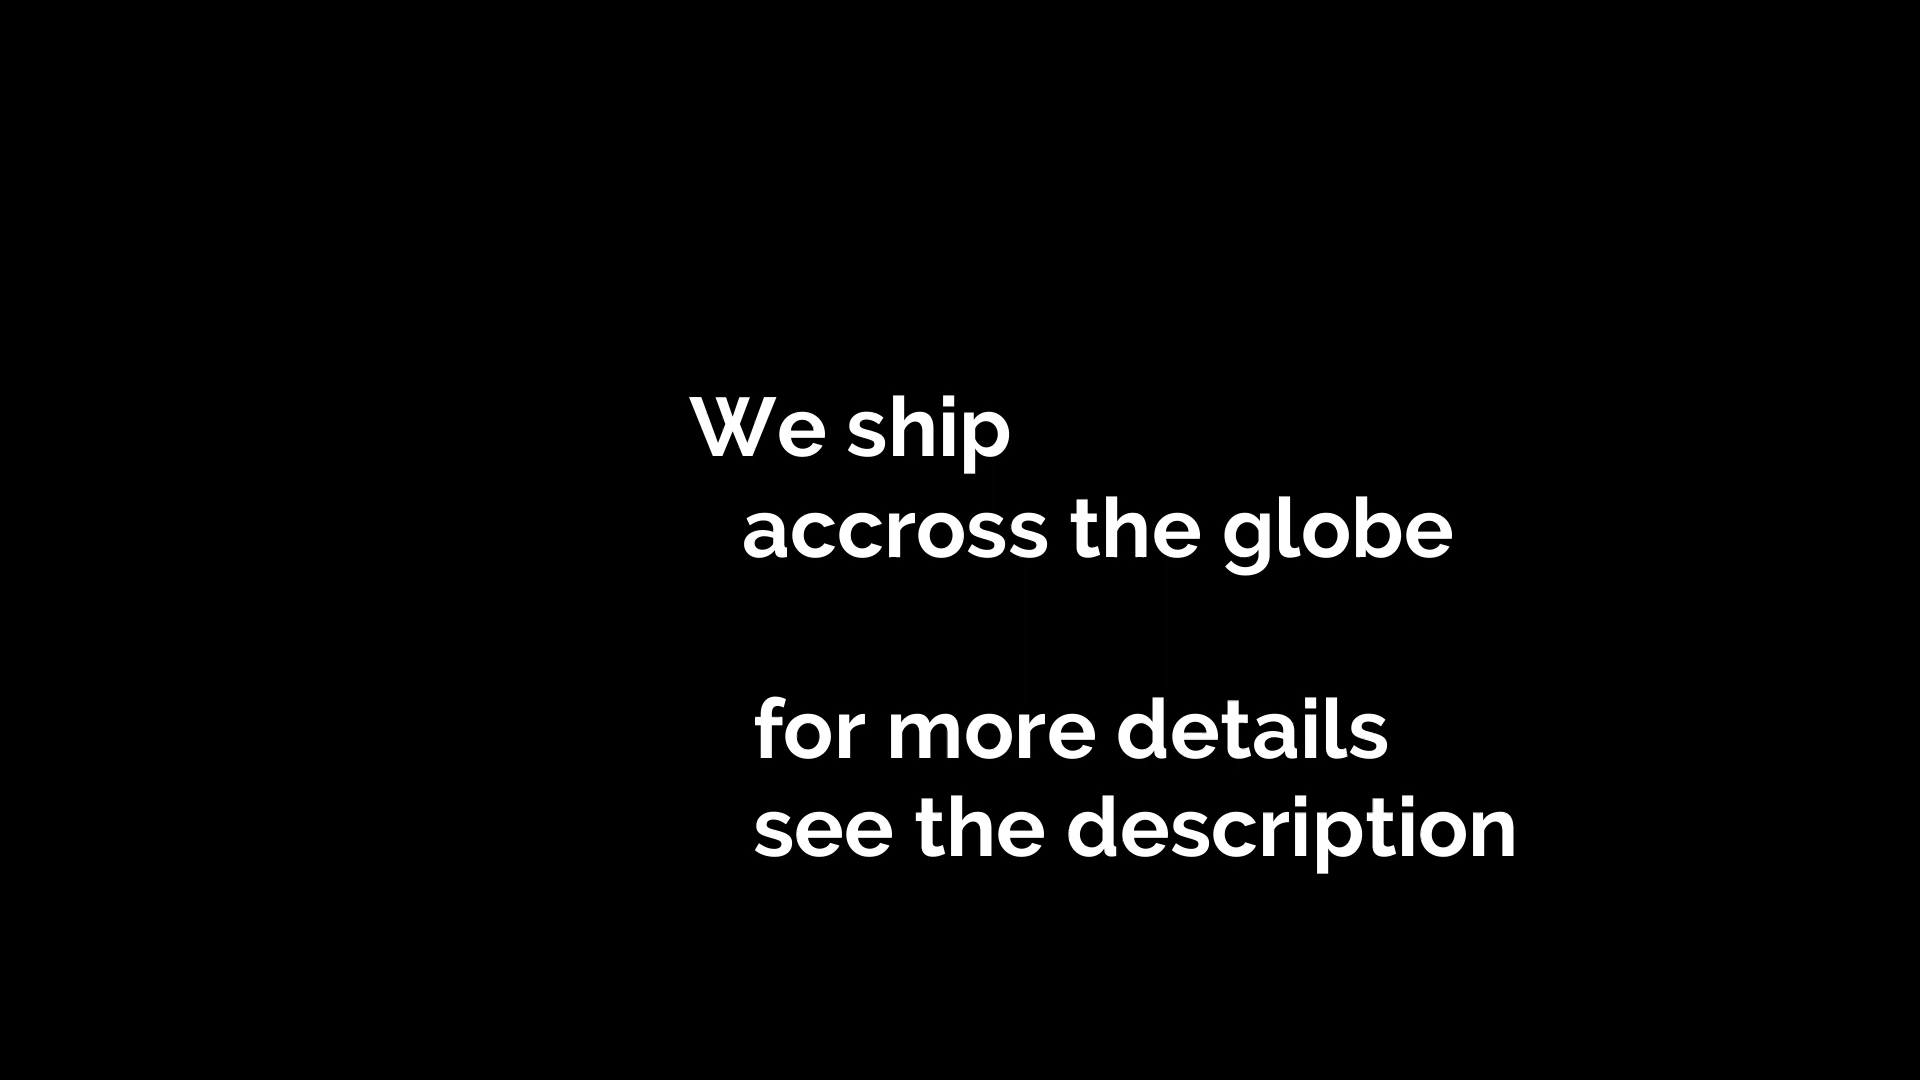 We ship
accross the globe
for more details
see the description